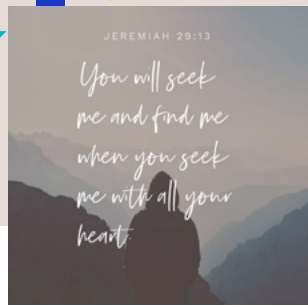 JEREMIAH 29:13
You will seek
me and find me
when you seek
me with all your
heart.